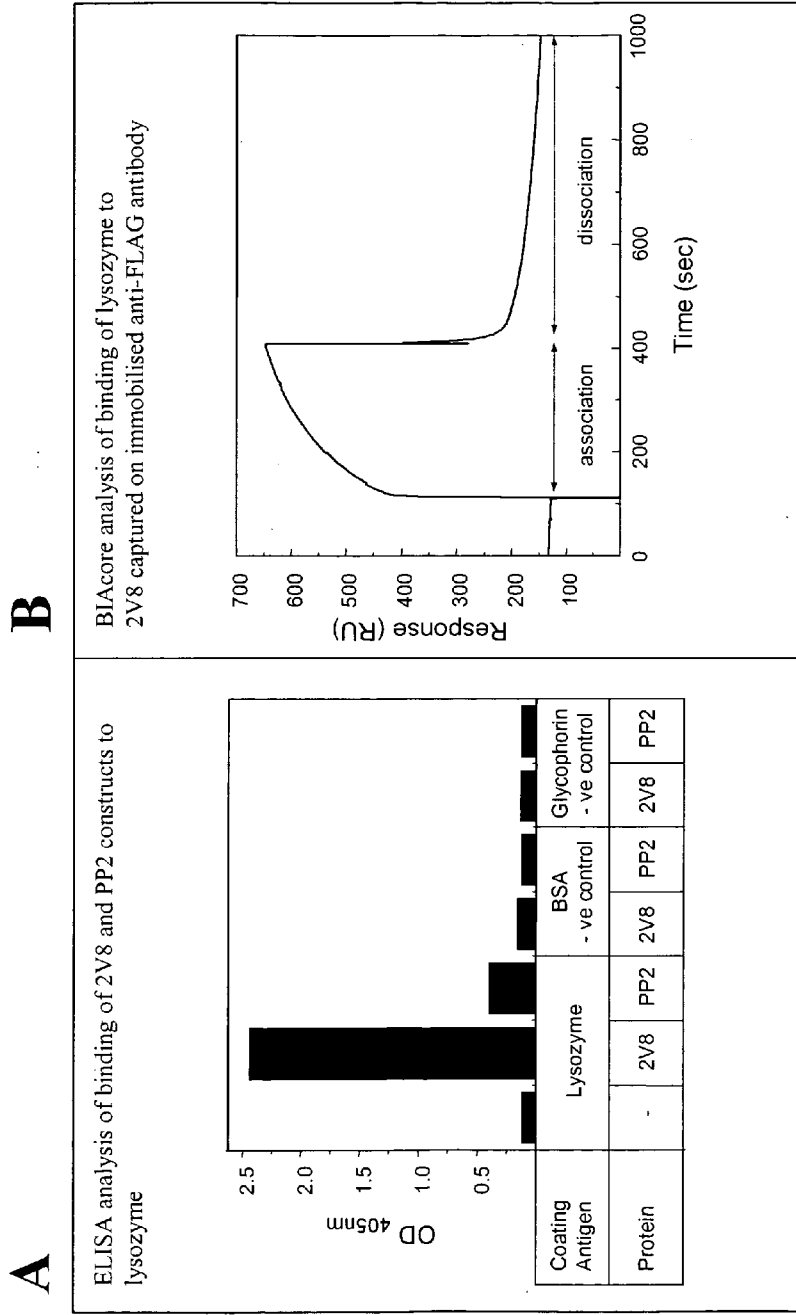 A
ELISA analysis of binding of 2V8 and PP2 constructs to
lysozyme
OD 405nm
2.5
2.0
1.5
1.0
0.5
Coating
Antigen
Lysozyme
BSA
- ve control
Glycophorin
- ve control
Protein
-
2V8
PP2
2V8
PP2
2V8
PP2
B
BIAcore analysis of binding of lysozyme to
2V8 captured on immobilised anti-FLAG antibody
Response (RU)
700
600
500
400
300
200
100
association
dissociation
0
200
400
600
800
1000
Time (sec)